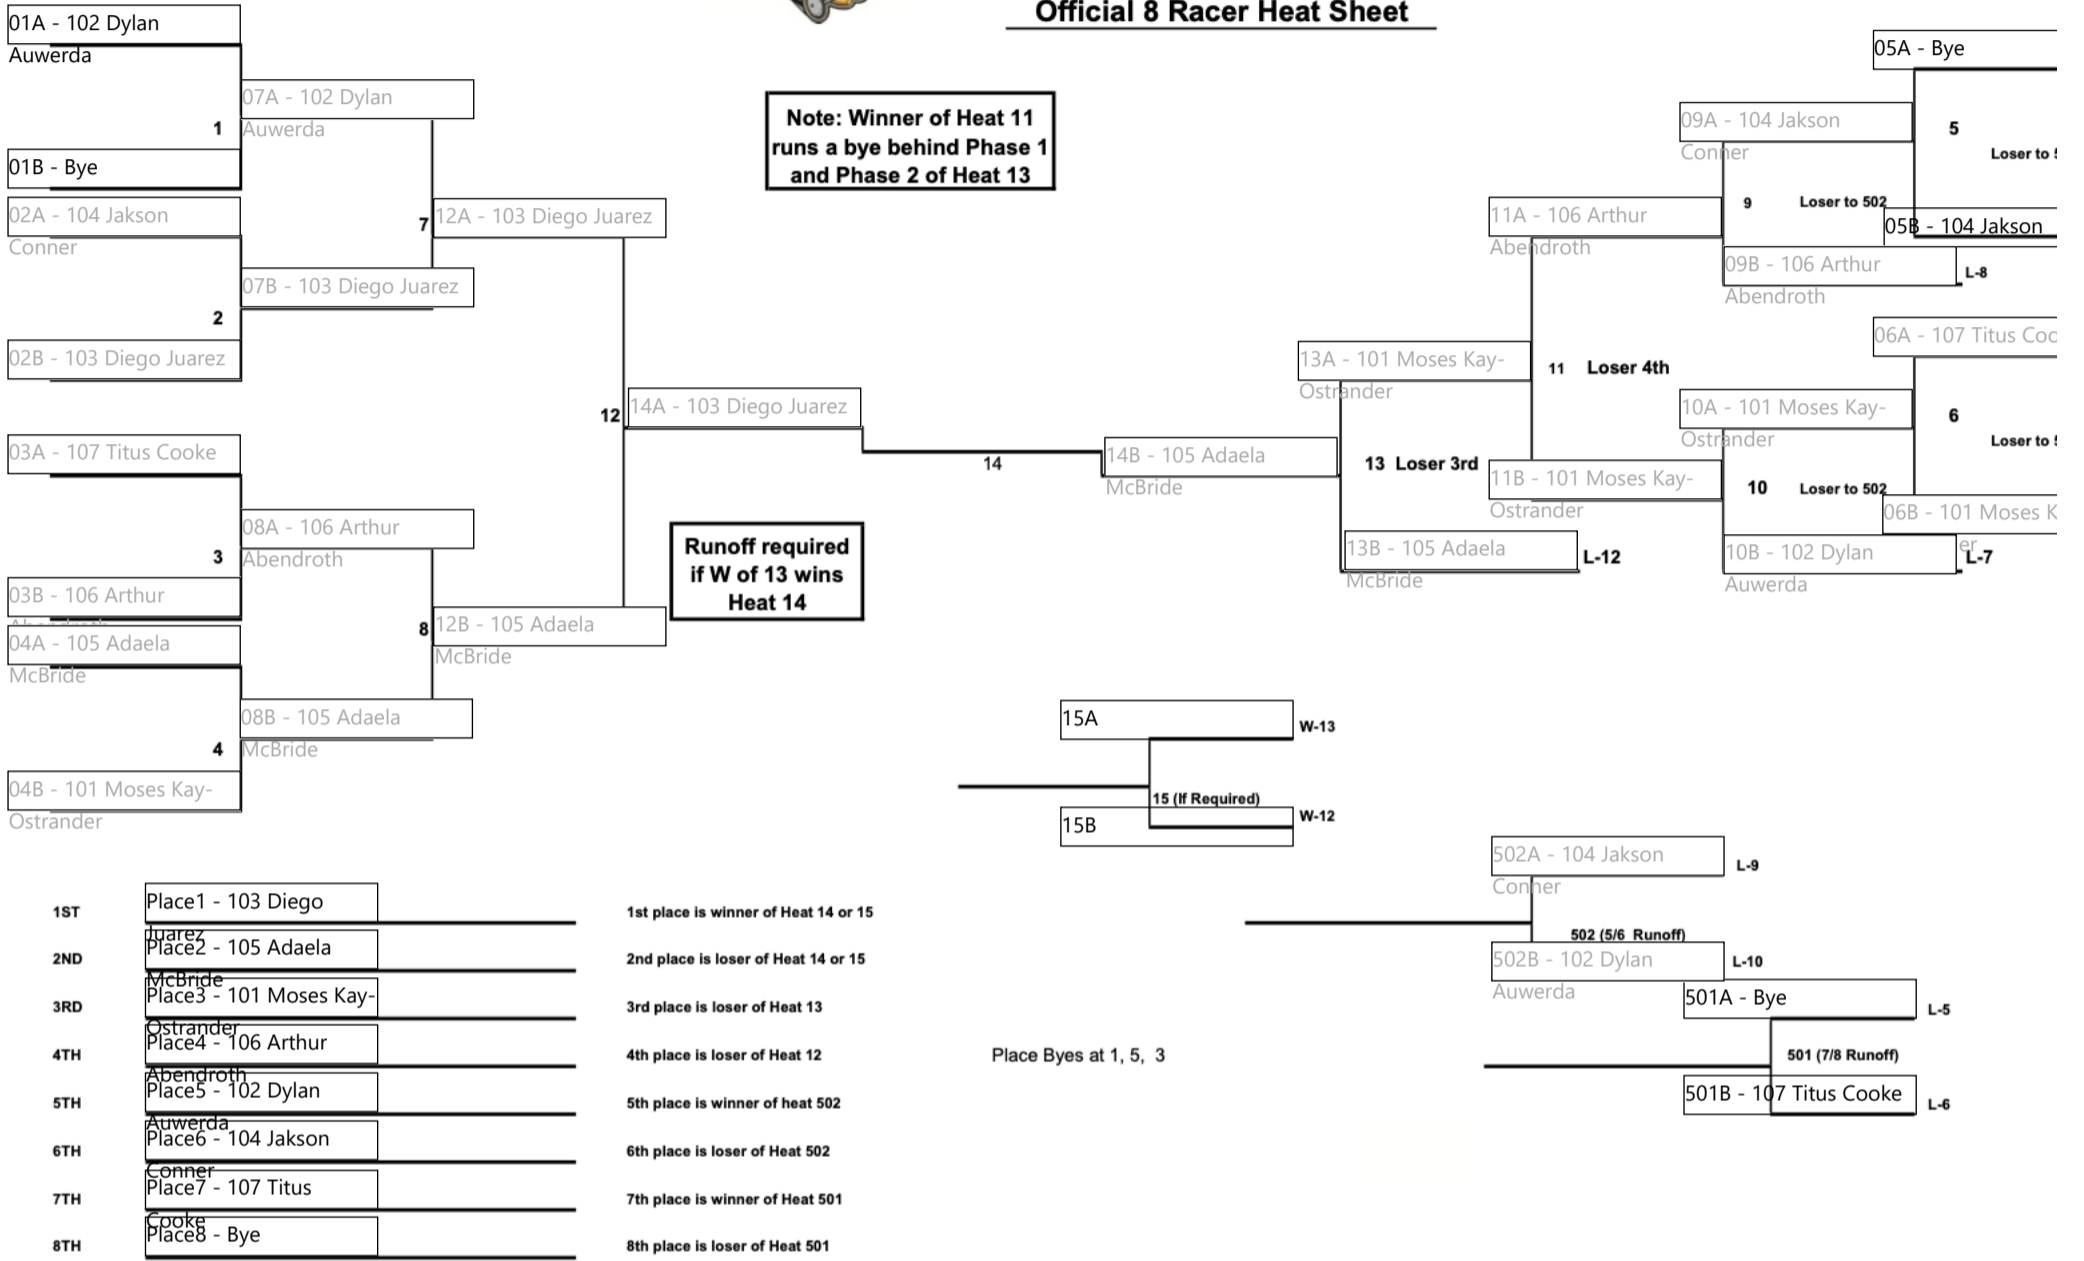 Official 8 Racer Heat Sheet
01A - 102 Dylan
Auwerda
07A - 102 Dylan
Auwerda
1
01B - Bye
02A - 104 Jakson
Conner
7
12A - 103 Diego Juarez
07B - 103 Diego Juarez
2
02B - 103 Diego Juarez
12
14A - 103 Diego Juarez
03A - 107 Titus Cooke
08A - 106 Arthur
Abendroth
3
03B - 106 Arthur
Abendroth
04A - 105 Adaela
McBride
8
12B - 105 Adaela
McBride
08B - 105 Adaela
McBride
4
04B - 101 Moses Kay-
Ostrander
Note: Winner of Heat 11
runs a bye behind Phase 1
and Phase 2 of Heat 13
Runoff required
if W of 13 wins
Heat 14
14
14B - 105 Adaela
McBride
05A - Bye
09A - 104 Jakson
Conner
5
Loser to
9
Loser to 502
05B - 104 Jakson
11A - 106 Arthur
Abendroth
09B - 106 Arthur
Abendroth
L-8
06A - 107 Titus Coo
13A - 101 Moses Kay-
Ostrander
11
Loser 4th
10A - 101 Moses Kay-
Ostrander
6
Loser to
13 Loser 3rd
11B - 101 Moses Kay-
Ostrander
10
Loser to 502
06B - 101 Moses K
er
13B - 105 Adaela
McBride
L-12
10B - 102 Dylan
Auwerda
L-7
15A
W-13
15 (If Required)
15B
W-12
502A - 104 Jakson
Conner
L-9
502 (5/6 Runoff)
502B - 102 Dylan
Auwerda
L-10
501A - Bye
L-5
501 (7/8 Runoff)
501B - 107 Titus Cooke
L-6
Place Byes at 1, 5, 3
1ST
Place1 - 103 Diego
Juarez
1st place is winner of Heat 14 or 15
2ND
Place2 - 105 Adaela
McBride
2nd place is loser of Heat 14 or 15
3RD
Place3 - 101 Moses Kay-
Ostrander
3rd place is loser of Heat 13
4TH
Place4 - 106 Arthur
Abendroth
4th place is loser of Heat 12
5TH
Place5 - 102 Dylan
Auwerda
5th place is winner of heat 502
6TH
Place6 - 104 Jakson
Conner
6th place is loser of Heat 502
7TH
Place7 - 107 Titus
Cooke
7th place is winner of Heat 501
8TH
Place8 - Bye
8th place is loser of Heat 501